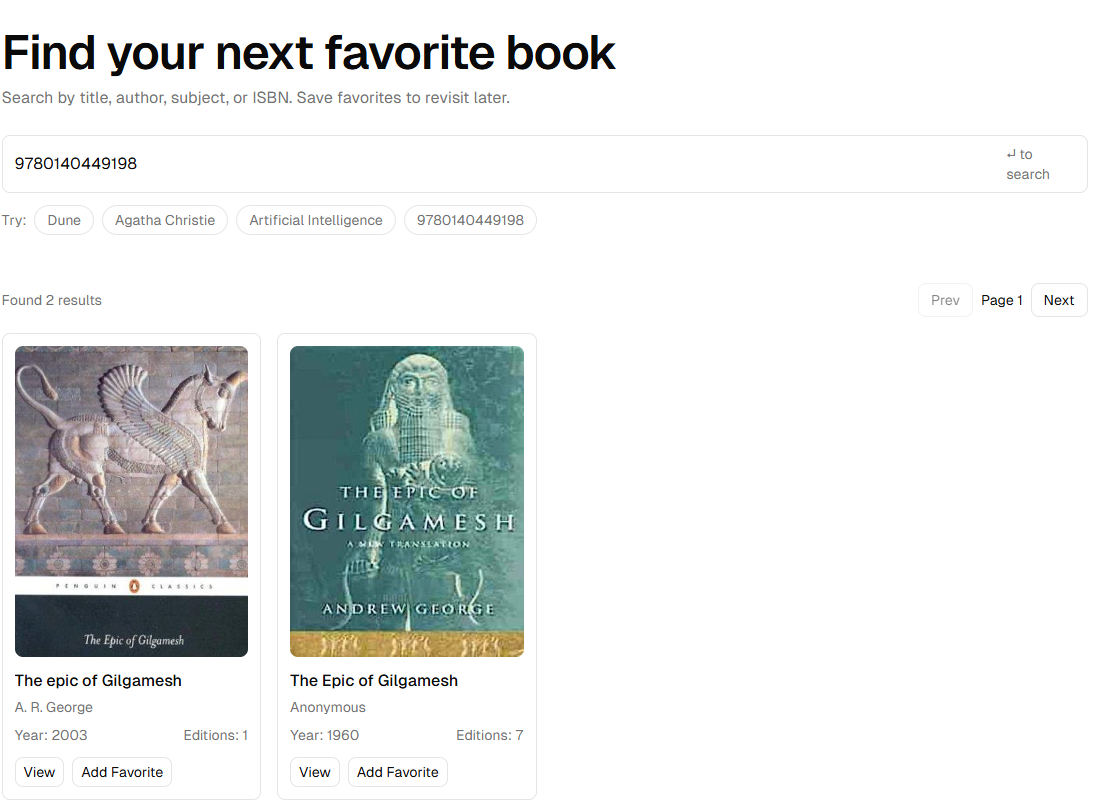 Find your next favorite book
Search by title, author, subject, or ISBN. Save favorites to revisit later.
9780140449198
↵ to
search
Try: Dune Agatha Christie Artificial Intelligence 9780140449198
Found 2 results
Prev Page 1 Next
PENGUIN CLASSICS
The Epic of Gilgamesh
THE EPIC OF
GILGAMESH
A NEW TRANSLATION
ANDREW GEORGE
The epic of Gilgamesh
A. R. George
Year: 2003 Editions: 1
View Add Favorite
The Epic of Gilgamesh
Anonymous
Year: 1960 Editions: 7
View Add Favorite